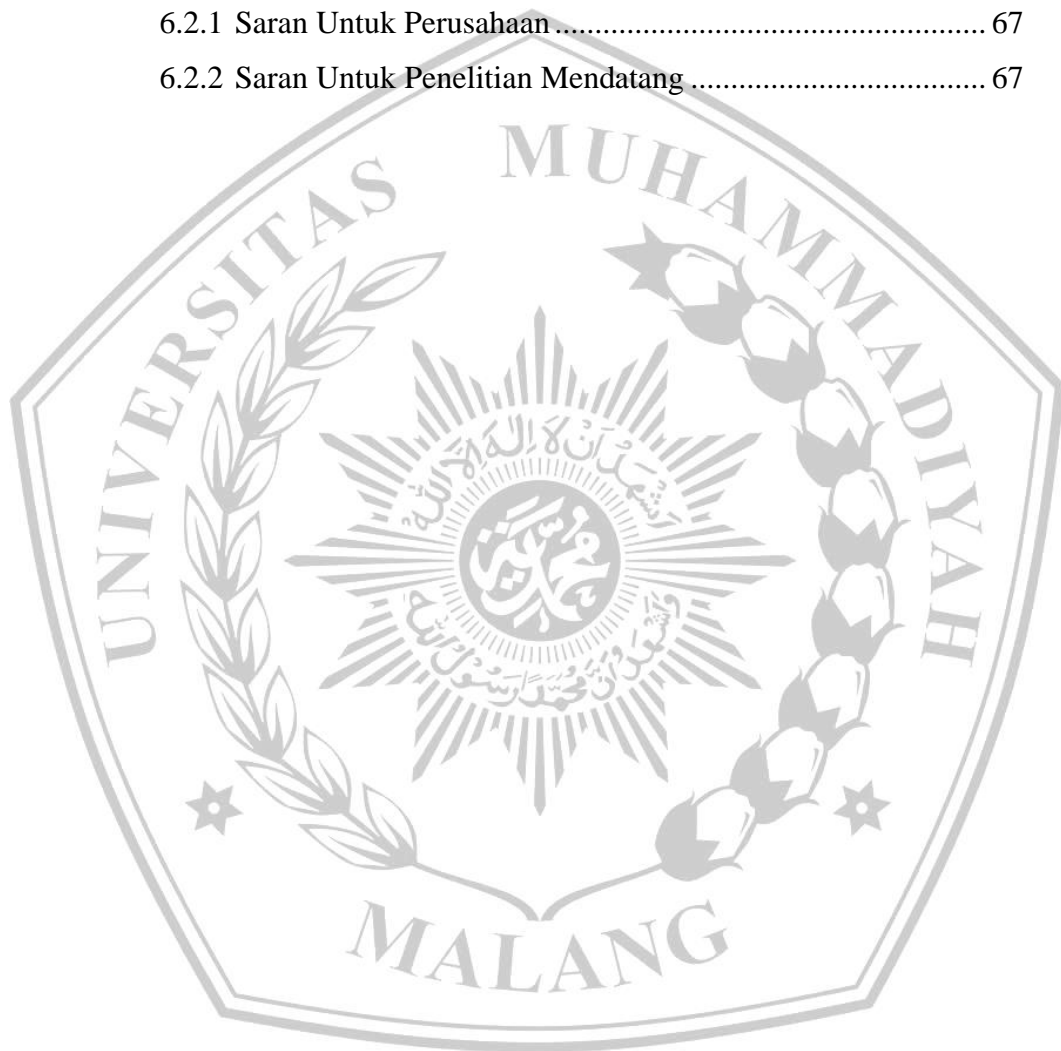 6.2.1 Saran Untuk Perusahaan ...................................................... 67
6.2.2 Saran Untuk Penelitian Mendatang ..................................... 67
UNIVERSITAS MUHAMMADIYAH
MALANG